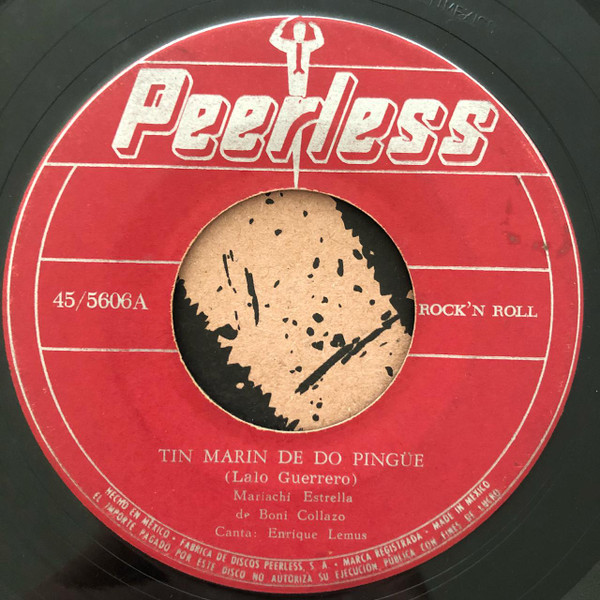 Peerless
45/5606A
ROCK'N ROLL
TIN MARIN DE DO PINGÜE
(Lalo Guerrero)
Mariachi Estrella
de Boni Collazo
Canta: Enrique Lemus
HECHO EN MÉXICO - FABRICA DE DISCOS PEERLESS, S. A. - MARCA REGISTRADA - MADE IN MEXICO
EL IMPORTE PAGADO POR ESTE DISCO NO AUTORIZA SU EJECUCION PUBLICA CON FINES DE LUCRO